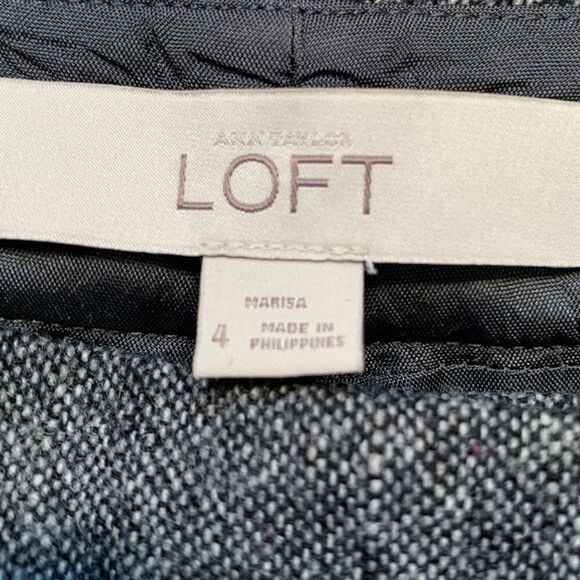 ANN TAYLOR
LOFT
MARISA
4 MADE IN
PHILIPPINES